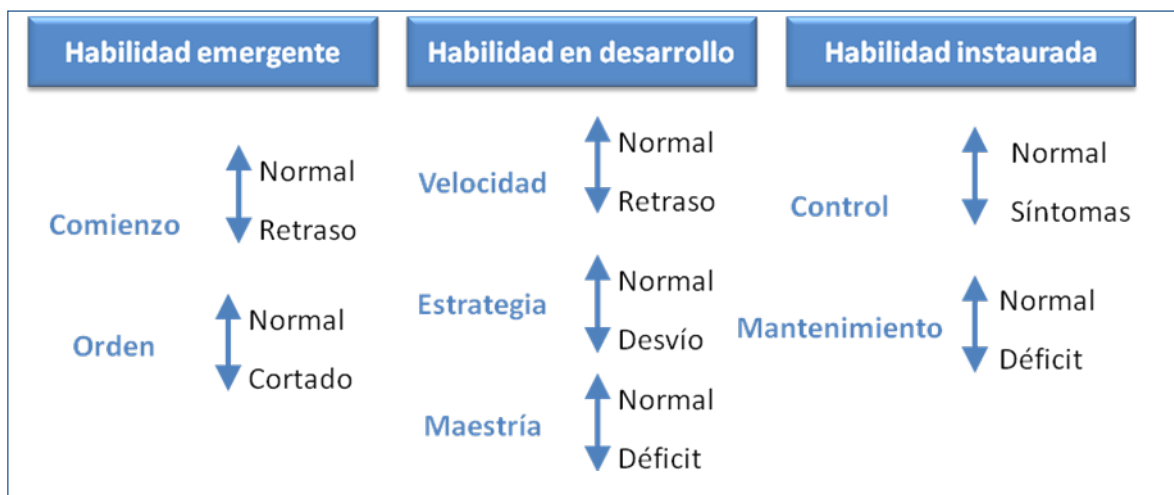 Habilidad emergente
Comienzo
Normal
Retraso
Orden
Normal
Cortado
Habilidad en desarrollo
Velocidad
Normal
Retraso
Estrategia
Normal
Desvío
Maestría
Normal
Déficit
Habilidad instaurada
Control
Normal
Síntomas
Mantenimiento
Normal
Déficit